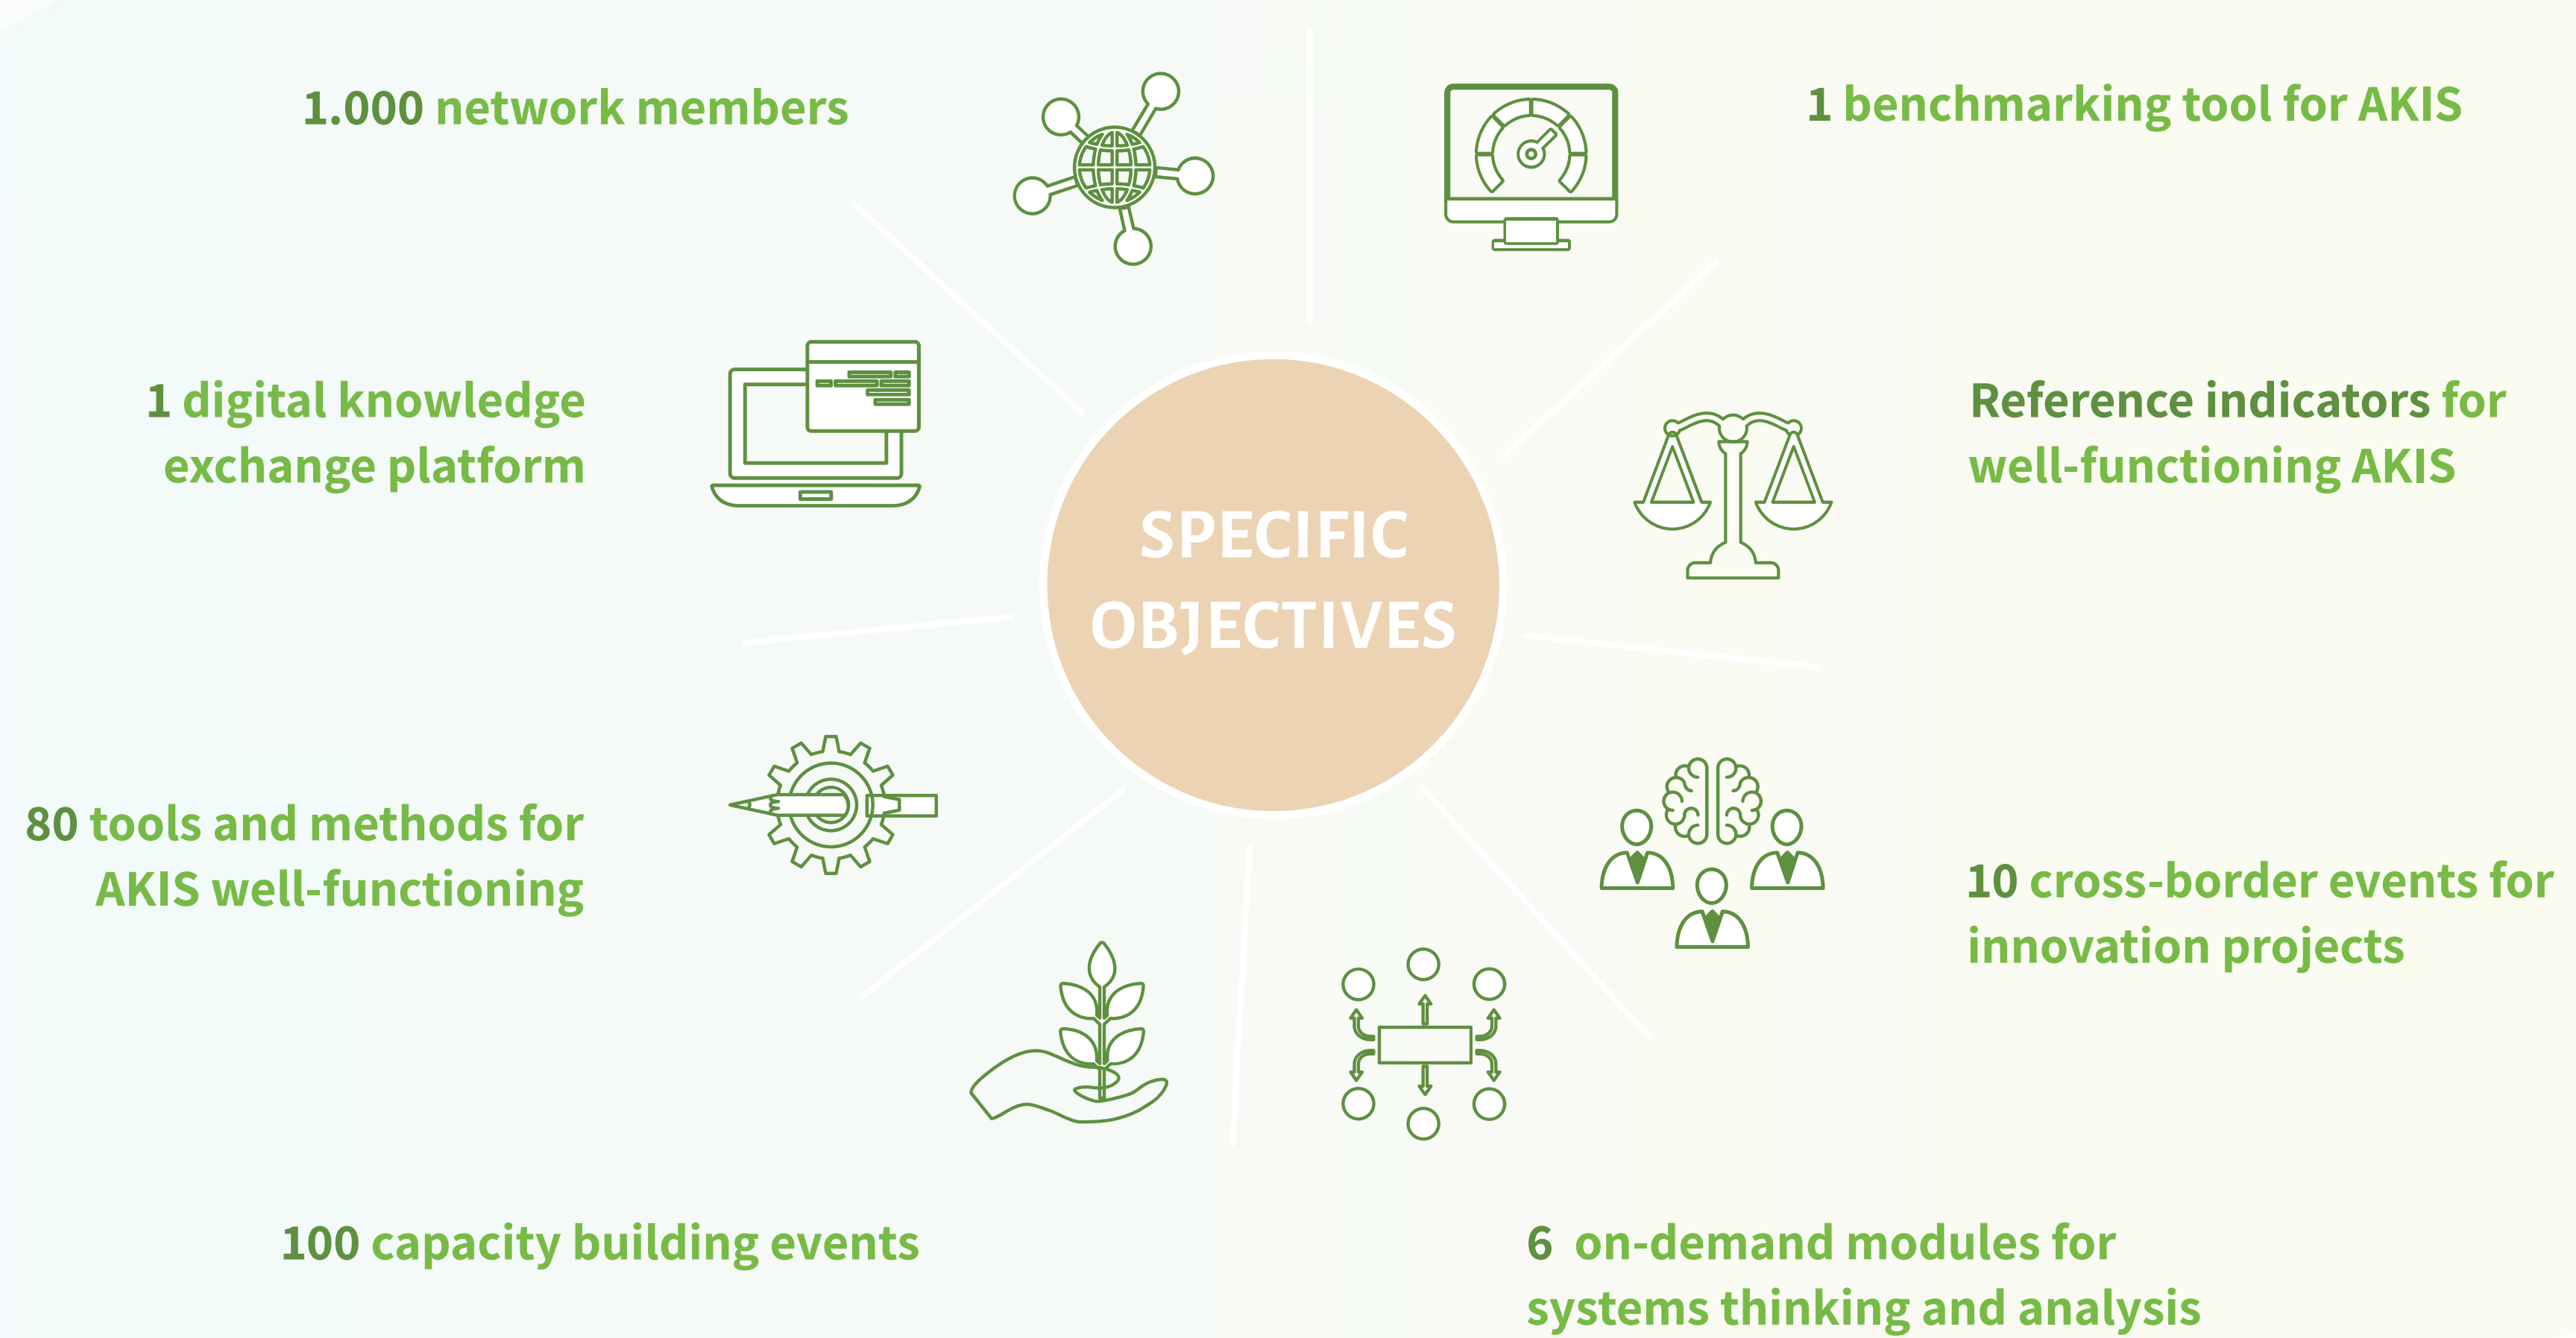 1.000 network members
1 benchmarking tool for AKIS
1 digital knowledge
exchange platform
Reference indicators for
well-functioning AKIS
SPECIFIC
OBJECTIVES
80 tools and methods for
AKIS well-functioning
10 cross-border events for
innovation projects
100 capacity building events
6 on-demand modules for
systems thinking and analysis